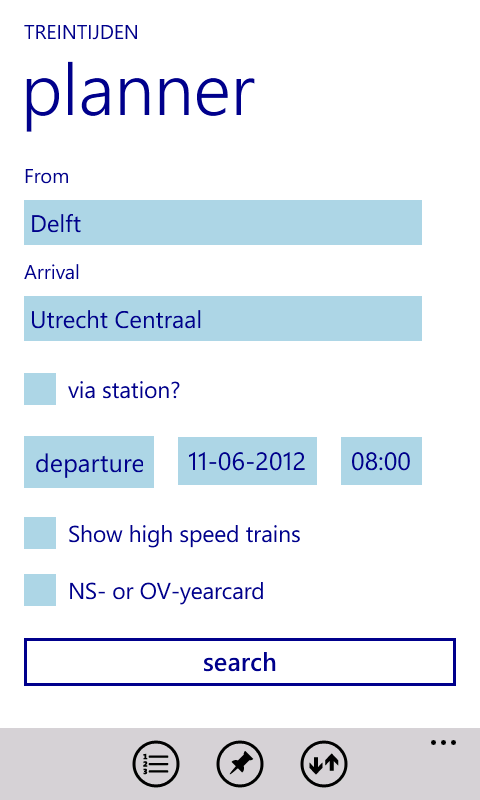 TREINTIJDEN
planner
From
Delft
Arrival
Utrecht Centraal
via station?
departure 11-06-2012 08:00
Show high speed trains
NS- or OV-yearcard
search